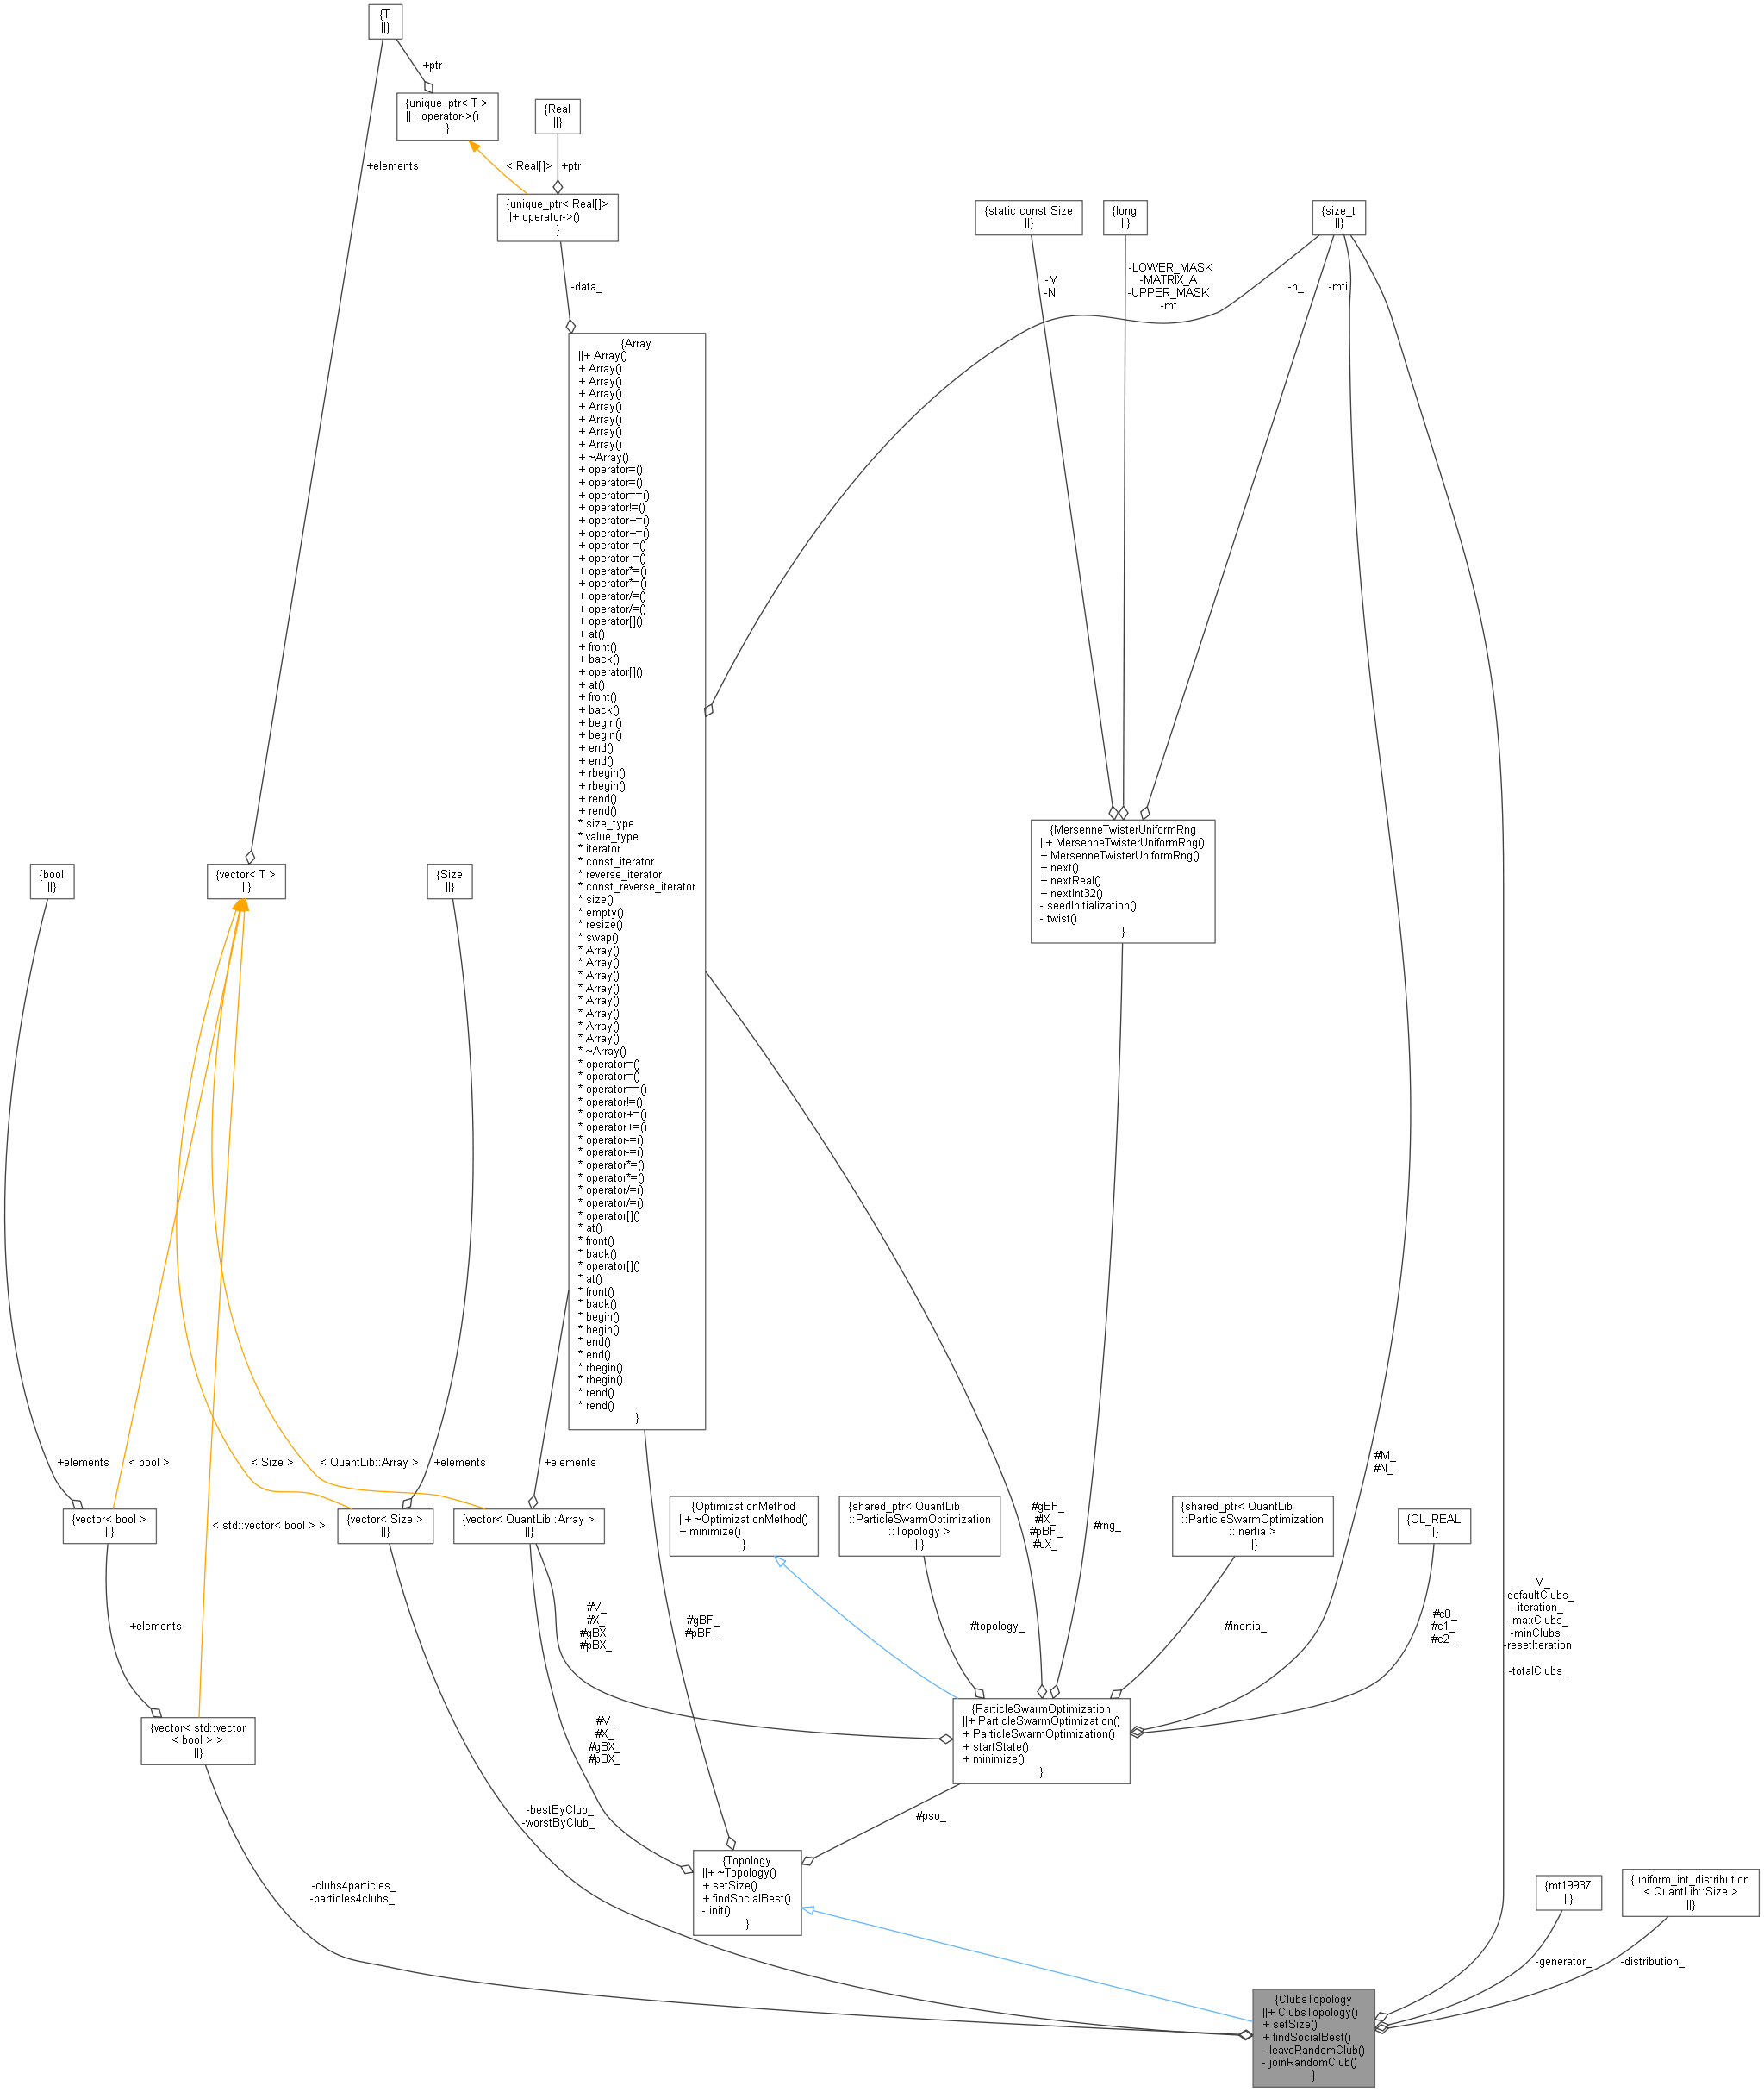 {T
||}
+ptr
{unique_ptr< T >
||+ operator->()
}
{Real
||}
+elements
< Real[]>
+ptr
{unique_ptr< Real[]>
||+ operator->()
}
{static const Size
||}
{long
||}
{size_t
||}
-data_
-M
-N
-LOWER_MASK
-MATRIX_A
-UPPER_MASK
-mt
-n_
-mti
{Array
||+ Array()
+ Array()
+ Array()
+ Array()
+ Array()
+ Array()
+ Array()
+ Array()
+ ~Array()
+ operator=()
+ operator=()
+ operator==()
+ operator!=()
+ operator+=()
+ operator+=()
+ operator-=()
+ operator-=()
+ operator*=()
+ operator*=()
+ operator/=()
+ operator/=()
+ operator[]()
+ at()
+ front()
+ back()
+ operator[]()
+ at()
+ front()
+ back()
+ begin()
+ begin()
+ end()
+ end()
+ rbegin()
+ rbegin()
+ rend()
+ rend()
* size_type
* value_type
* iterator
* const_iterator
* reverse_iterator
* const_reverse_iterator
* size()
* empty()
* resize()
* swap()
* Array()
* Array()
* Array()
* Array()
* Array()
* Array()
* Array()
* Array()
* ~Array()
* operator=()
* operator=()
* operator==()
* operator!=()
* operator+=()
* operator+=()
* operator-=()
* operator-=()
* operator*=()
* operator*=()
* operator/=()
* operator/=()
* operator[]()
* at()
* front()
* back()
* operator[]()
* at()
* front()
* back()
* begin()
* begin()
* end()
* end()
* rbegin()
* rbegin()
* rend()
* rend()
}
{MersenneTwisterUniformRng
||+ MersenneTwisterUniformRng()
+ MersenneTwisterUniformRng()
+ next()
+ nextReal()
+ nextInt32()
- seedInitialization()
- twist()
}
{bool
||}
{vector< T >
||}
{Size
||}
+elements
< bool >
< Size >
< QuantLib::Array >
+elements
+elements
#M_
#N_
{vector< bool >
||}
< std::vector< bool > >
{vector< Size >
||}
{vector< QuantLib::Array >
||}
{OptimizationMethod
||+ ~OptimizationMethod()
+ minimize()
}
{shared_ptr< QuantLib
::ParticleSwarmOptimization
::Topology >
||}
#gBF_
#lX_
#pBF_
#uX_
#rng_
{shared_ptr< QuantLib
::ParticleSwarmOptimization
::Inertia >
||}
{QL_REAL
||}
+elements
#V_
#X_
#gBX_
#pBX_
#gBF_
#pBF_
#topology_
#inertia_
#c0_
#c1_
#c2_
-M_
-defaultClubs_
-iteration_
-maxClubs_
-minClubs_
-resetIteration
_
-totalClubs_
{vector< std::vector
< bool > >
||}
#V_
#X_
#gBX_
#pBX_
{ParticleSwarmOptimization
||+ ParticleSwarmOptimization()
+ ParticleSwarmOptimization()
+ startState()
+ minimize()
}
-bestByClub_
-worstByClub_
#pso_
-clubs4particles_
-particles4clubs_
{Topology
||+ ~Topology()
+ setSize()
+ findSocialBest()
- init()
}
{mt19937
||}
{uniform_int_distribution
< QuantLib::Size >
||}
-generator_
-distribution_
{ClubsTopology
||+ ClubsTopology()
+ setSize()
+ findSocialBest()
- leaveRandomClub()
- joinRandomClub()
}